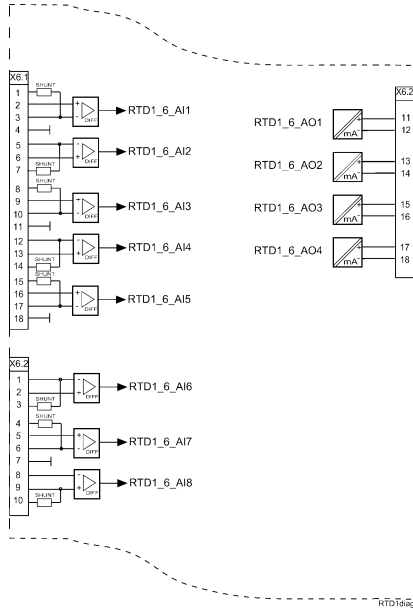 X6.1
SHUNT
1
2
3
+
-
DIFF
RTD1_6_AI1
4
5
6
7
-
+
DIFF
RTD1_6_AI2
SHUNT
SHUNT
8
9
10
+
-
DIFF
RTD1_6_AI3
11
12
13
14
-
+
DIFF
RTD1_6_AI4
SHUNT
SHUNT
15
16
17
+
-
DIFF
RTD1_6_AI5
18
X6.2
1
2
3
-
+
DIFF
RTD1_6_AI6
SHUNT
SHUNT
4
5
6
+
-
DIFF
RTD1_6_AI7
7
8
9
10
-
+
DIFF
RTD1_6_AI8
SHUNT
X6.2
RTD1_6_AO1
mA
+
-
11
12
RTD1_6_AO2
mA
+
-
13
14
RTD1_6_AO3
mA
+
-
15
16
RTD1_6_AO4
mA
+
-
17
18
RTD1diag